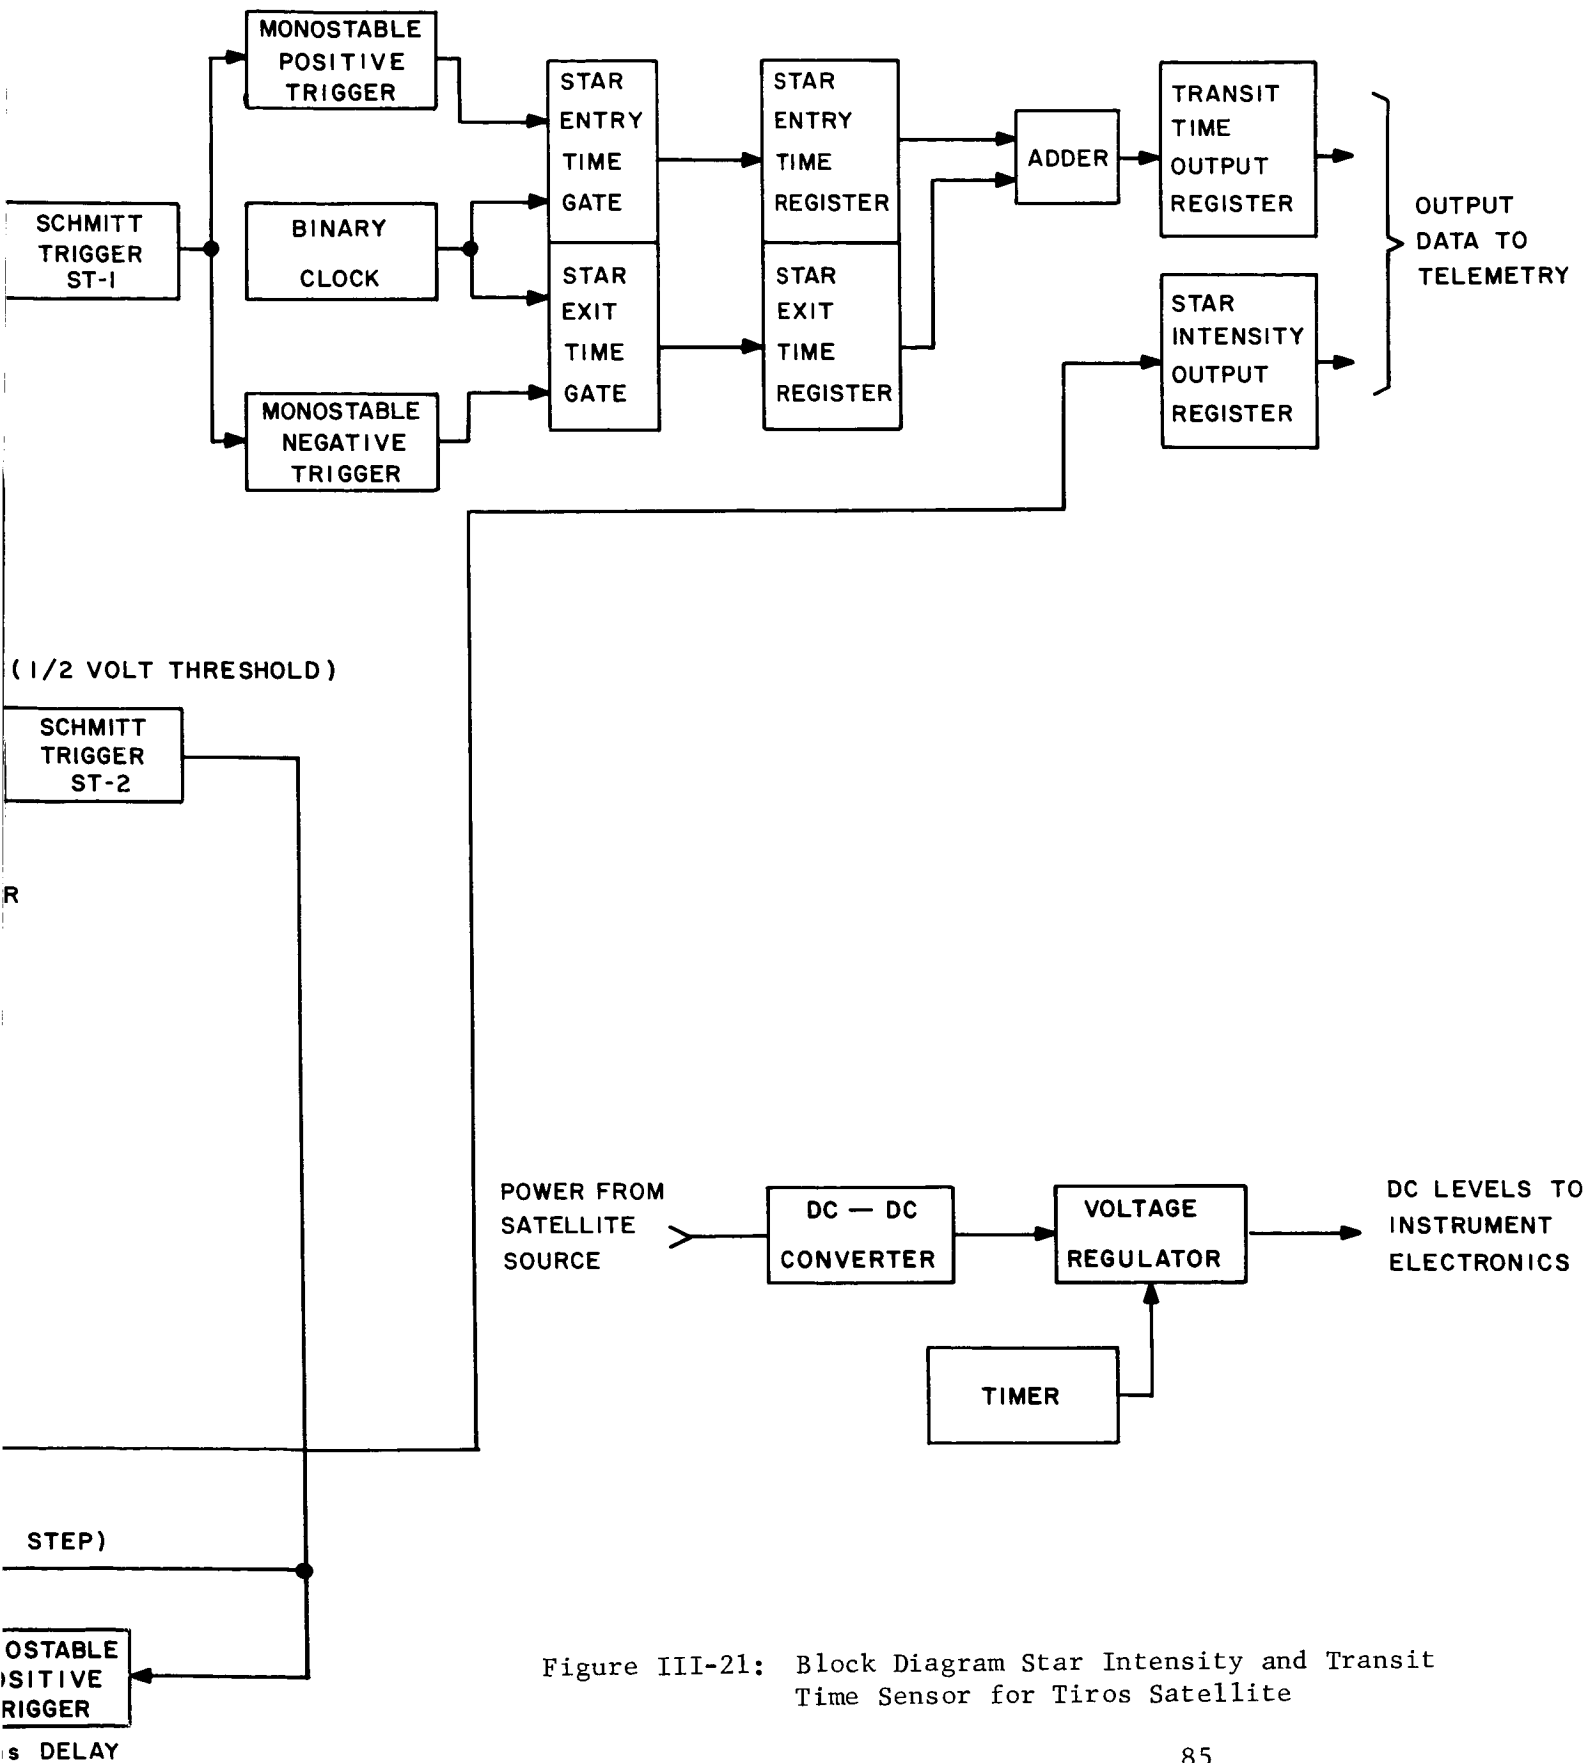 MONOSTABLE
POSITIVE
TRIGGER
STAR
ENTRY
TIME
GATE
STAR
ENTRY
TIME
REGISTER
ADDER
TRANSIT
TIME
OUTPUT
REGISTER
SCHMITT
TRIGGER
ST-1
BINARY
CLOCK
STAR
EXIT
TIME
GATE
STAR
EXIT
TIME
REGISTER
STAR
INTENSITY
OUTPUT
REGISTER
OUTPUT
DATA TO
TELEMETRY
MONOSTABLE
NEGATIVE
TRIGGER
(1/2 VOLT THRESHOLD)
SCHMITT
TRIGGER
ST-2
R
POWER FROM
SATELLITE
SOURCE
DC — DC
CONVERTER
VOLTAGE
REGULATOR
DC LEVELS TO
INSTRUMENT
ELECTRONICS
TIMER
STEP)
OSTABLE
OSITIVE
RIGGER
s DELAY
Figure III-21: Block Diagram Star Intensity and Transit
Time Sensor for Tiros Satellite
85